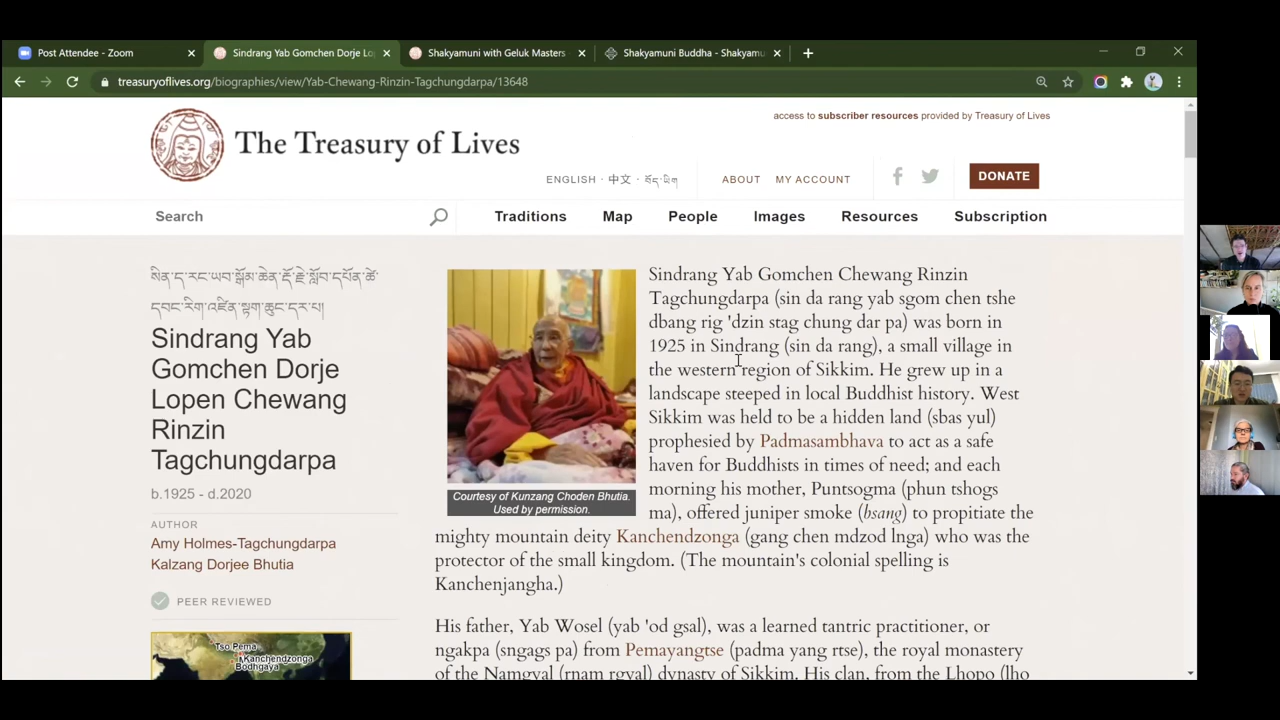 Post Attendee - Zoom
Sindrang Yab Gomchen Dorje Lo
Shakyamuni with Geluk Masters
Shakyamuni Buddha - Shakyamu
treasuryoflives.org/biographies/view/Yab-Chewang-Rinzin-Tagchungdarpa/13648
access to subscriber resources provided by Treasury of Lives
The Treasury of Lives
ENGLISH · 中文 · བོད་ཡིག།
ABOUT MY ACCOUNT
DONATE
Search
Traditions Map People Images Resources Subscription
སིན་ད་རང་ཡབ་སྒོམ་ཆེན་རྡོ་རྗེ་སློབ་དཔོན་ཚེ་
དབང་རིག་འཛིན་སྟག་ཆུང་དར་པ།
Sindrang Yab
Gomchen Dorje
Lopen Chewang
Rinzin
Tagchungdarpa
b.1925 - d.2020
AUTHOR
Amy Holmes-Tagchungdarpa
Kalzang Dorjee Bhutia
PEER REVIEWED
Tso Pema
Kanchendzonga
Bodhgaya
Courtesy of Kunzang Choden Bhutia.
Used by permission.
Sindrang Yab Gomchen Chewang Rinzin
Tagchungdarpa (sin da rang yab sgom chen tshe
dbang rig 'dzin stag chung dar pa) was born in
1925 in Sindrang (sin da rang), a small village in
the western region of Sikkim. He grew up in a
landscape steeped in local Buddhist history. West
Sikkim was held to be a hidden land (sbas yul)
prophesied by Padmasambhava to act as a safe
haven for Buddhists in times of need; and each
morning his mother, Puntsogma (phun tshogs
ma), offered juniper smoke (bsang) to propitiate the
mighty mountain deity Kanchendzonga (gang chen mdzod lnga) who was the
protector of the small kingdom. (The mountain's colonial spelling is
Kanchenjangha.)
His father, Yab Wosel (yab 'od gsal), was a learned tantric practitioner, or
ngakpa (sngags pa) from Pemayangtse (padma yang rtse), the royal monastery
of the Namgyal (rnam rgyal) dynasty of Sikkim. His clan, from the Lhopo (lho